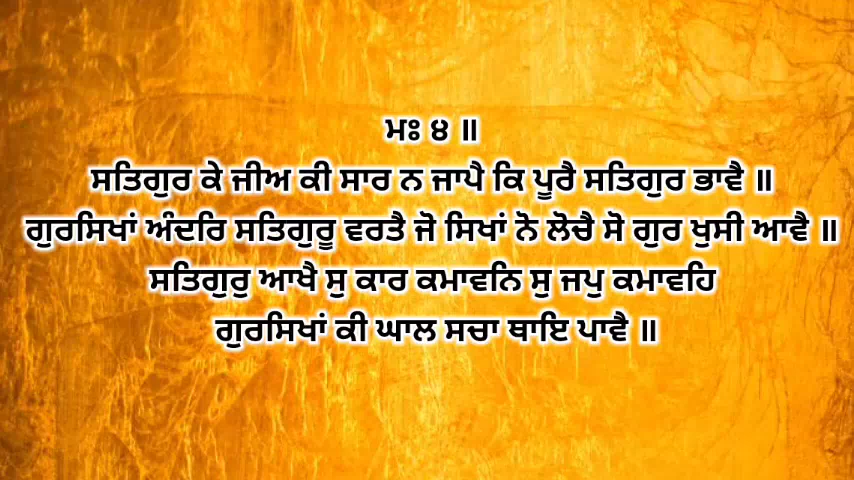 ਮਃ ੪ ॥
ਸਤਿਗੁਰ ਕੇ ਜੀਅ ਕੀ ਸਾਰ ਨ ਜਾਪੈ ਕਿ ਪੂਰੈ ਸਤਿਗੁਰ ਭਾਵੈ ॥
ਗੁਰਸਿਖਾਂ ਅੰਦਰਿ ਸਤਿਗੁਰੂ ਵਰਤੈ ਜੋ ਸਿਖਾਂ ਨੋ ਲੋਚੈ ਸੋ ਗੁਰ ਖੁਸੀ ਆਵੈ ॥
ਸਤਿਗੁਰੁ ਆਖੈ ਸੁ ਕਾਰ ਕਮਾਵਨਿ ਸੁ ਜਪੁ ਕਮਾਵਹਿ
ਗੁਰਸਿਖਾਂ ਕੀ ਘਾਲ ਸਚਾ ਥਾਇ ਪਾਵੈ ॥